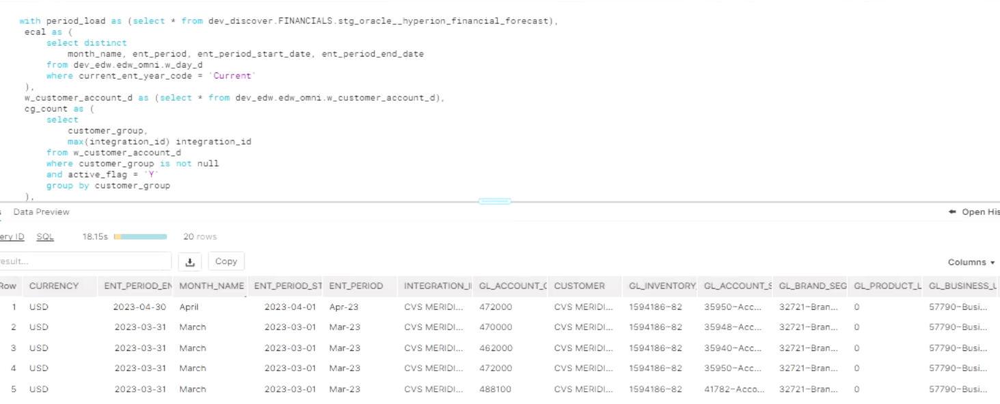 with period_load as (select * from dev_discover.FINANCIALS.stg_oracle__hyperion_financial_forecast),
ecal as (
select distinct
month_name, ent_period, ent_period_start_date, ent_period_end_date
from dev_edw.edw_omni.w_day_d
where current_ent_year_code = 'Current'
),
w_customer_account_d as (select * from dev_edw.edw_omni.w_customer_account_d),
cg_count as (
select
customer_group,
max(integration_id) integration_id
from w_customer_account_d
where customer_group is not null
and active_flag = 'Y'
group by customer_group
),
s Data Preview Open His
ery ID SQL 18.15s 20 rows
esult... Copy Columns
Row CURRENCY ENT_PERIOD_EN MONTH_NAME ENT_PERIOD_ST ENT_PERIOD INTEGRATION_I GL_ACCOUNT_C CUSTOMER GL_INVENTORY_ GL_ACCOUNT_S GL_BRAND_SEG GL_PRODUCT_L GL_BUSINESS_L
1 USD 2023-04-30 April 2023-04-01 Apr-23 CVS MERIDI... 472000 CVS MERIDI... 1594186~82 35950~Acc... 32721~Bran... 0 57790~Busi...
2 USD 2023-03-31 March 2023-03-01 Mar-23 CVS MERIDI... 470000 CVS MERIDI... 1594186~82 35948~Acc... 32721~Bran... 0 57790~Busi...
3 USD 2023-03-31 March 2023-03-01 Mar-23 CVS MERIDI... 462000 CVS MERIDI... 1594186~82 35940~Acc... 32721~Bran... 0 57790~Busi...
4 USD 2023-03-31 March 2023-03-01 Mar-23 CVS MERIDI... 472000 CVS MERIDI... 1594186~82 35950~Acc... 32721~Bran... 0 57790~Busi...
5 USD 2023-03-31 March 2023-03-01 Mar-23 CVS MERIDI... 488100 CVS MERIDI... 1594186~82 41782~Acco... 32721~Bran... 0 57790~Busi...